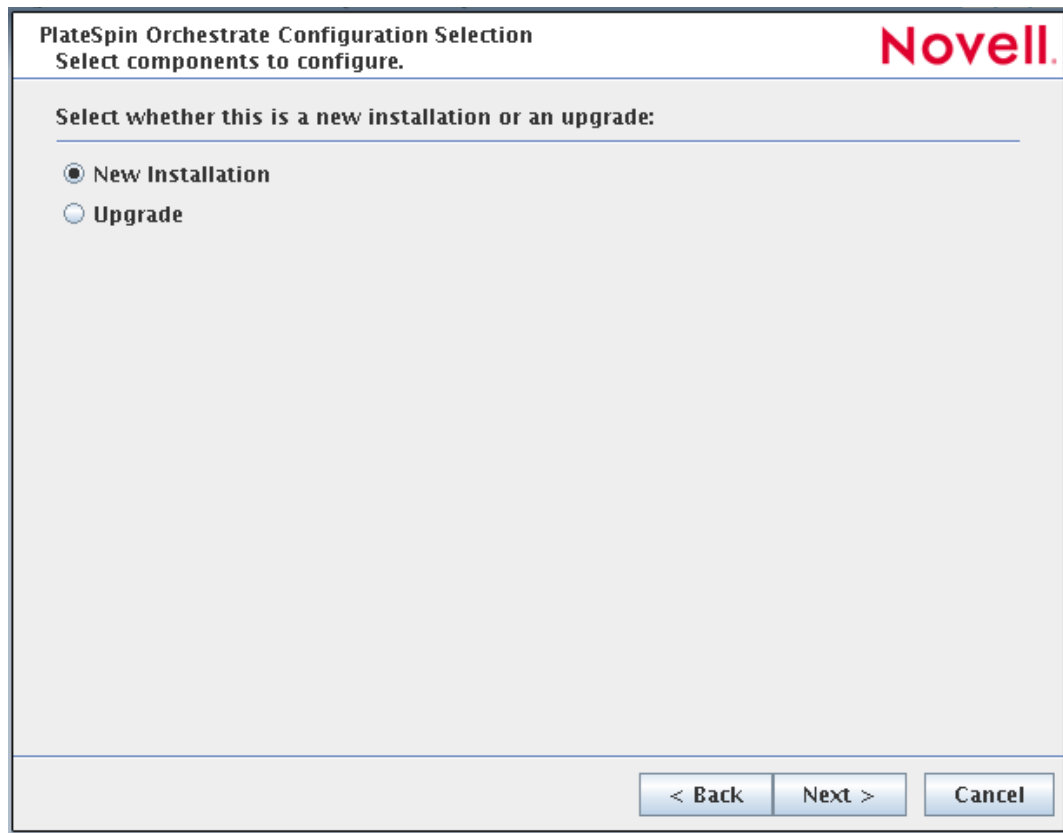 PlateSpin Orchestrate Configuration Selection
Select components to configure.
Novell.
Select whether this is a new installation or an upgrade:
New Installation
Upgrade
< Back
Next >
Cancel